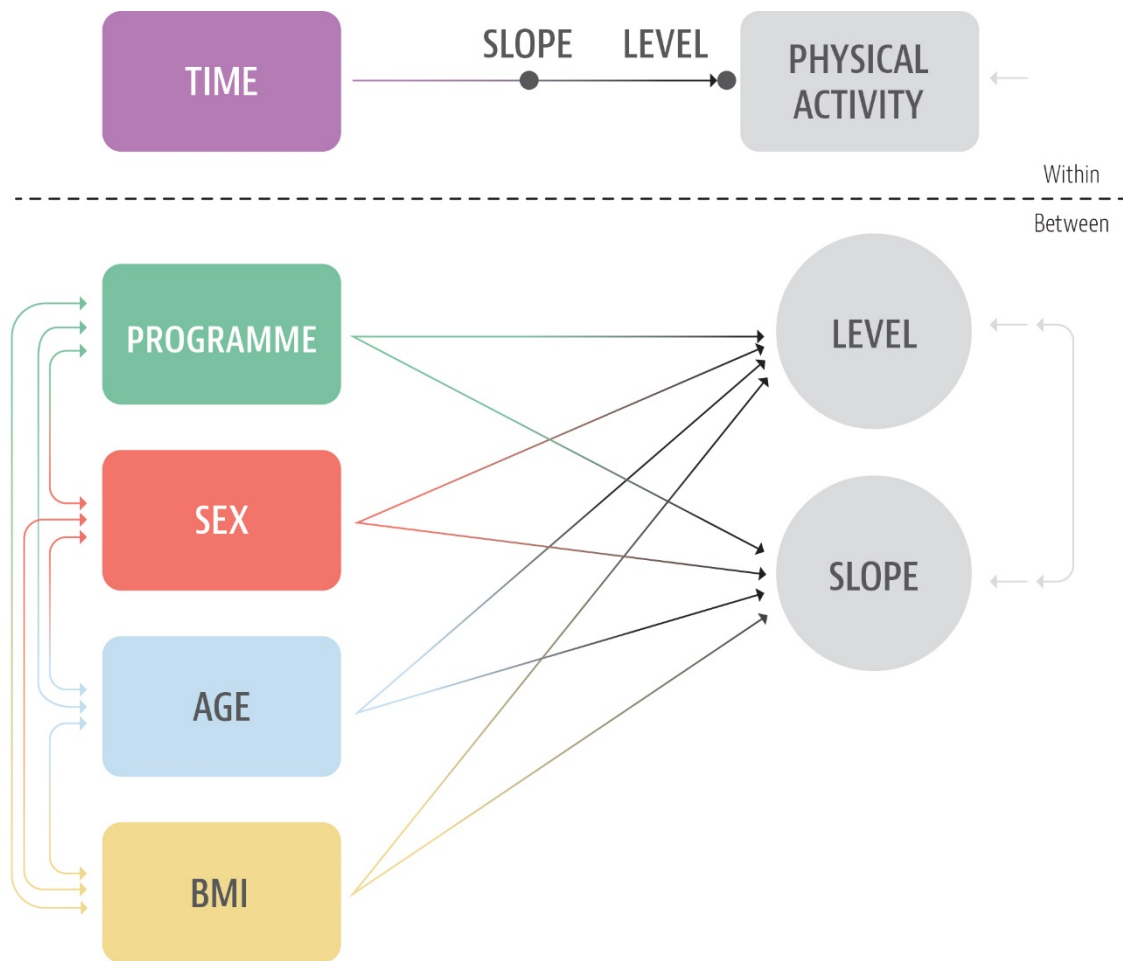 TIME
SLOPE
LEVEL
PHYSICAL
ACTIVITY
Within
Between
PROGRAMME
LEVEL
SEX
SLOPE
AGE
BMI